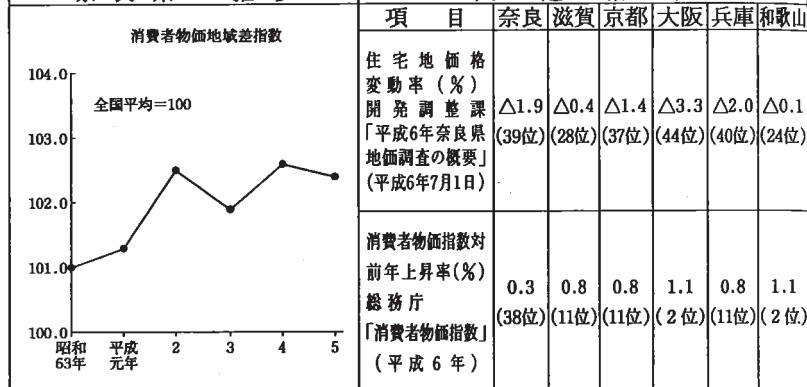 項 目 奈良 滋賀 京都 大阪 兵庫 和歌山
消費者物価地域差指数
全国平均=100
104.0
103.0
102.0
101.0
100.0
昭和63年 平成元年 2 3 4 5
住宅地価格
変動率(%)
開発調整課
「平成6年奈良県
地価調査の概要」
(平成6年7月1日)
△1.9 △0.4 △1.4 △3.3 △2.0 △0.1
(39位) (28位) (37位) (44位) (40位) (24位)
消費者物価指数対
前年上昇率(%)
総務庁
「消費者物価指数」
(平成6年)
0.3 0.8 0.8 1.1 0.8 1.1
(38位) (11位) (11位) (2位) (11位) (2位)